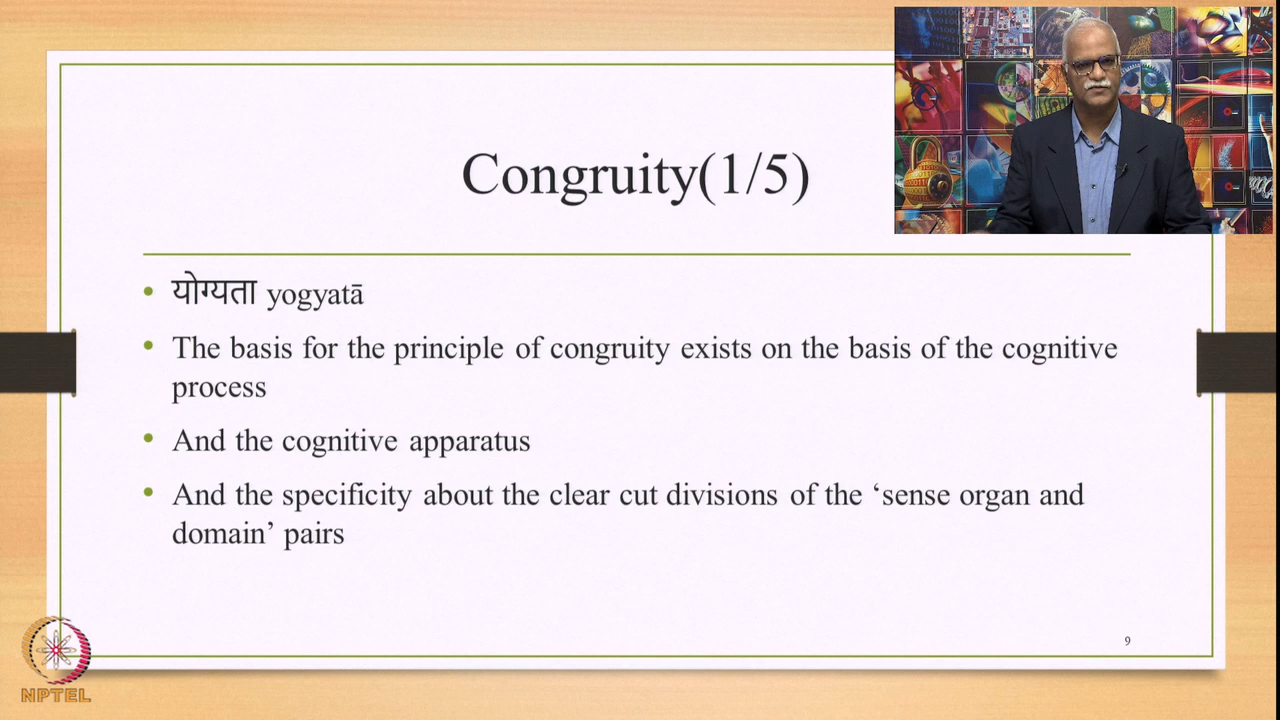 Congruity(1/5)
• योग्यता yogyatā
• The basis for the principle of congruity exists on the basis of the cognitive
process
• And the cognitive apparatus
• And the specificity about the clear cut divisions of the ‘sense organ and
domain’ pairs
9
NPTEL